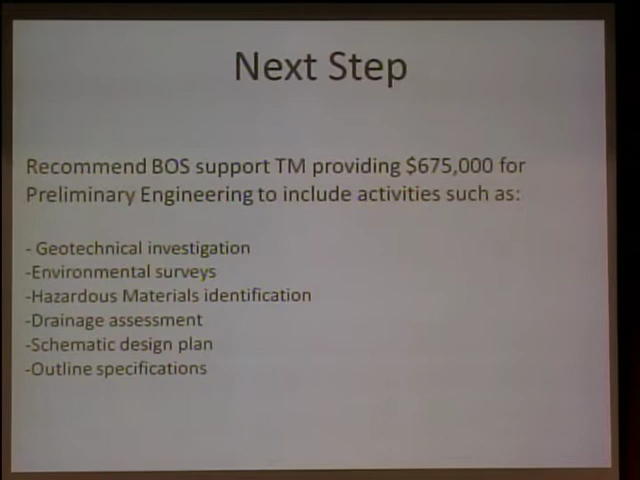 Next Step
Recommend BOS support TM providing $675,000 for
Preliminary Engineering to include activities such as:
- Geotechnical investigation
-Environmental surveys
-Hazardous Materials identification
-Drainage assessment
-Schematic design plan
-Outline specifications